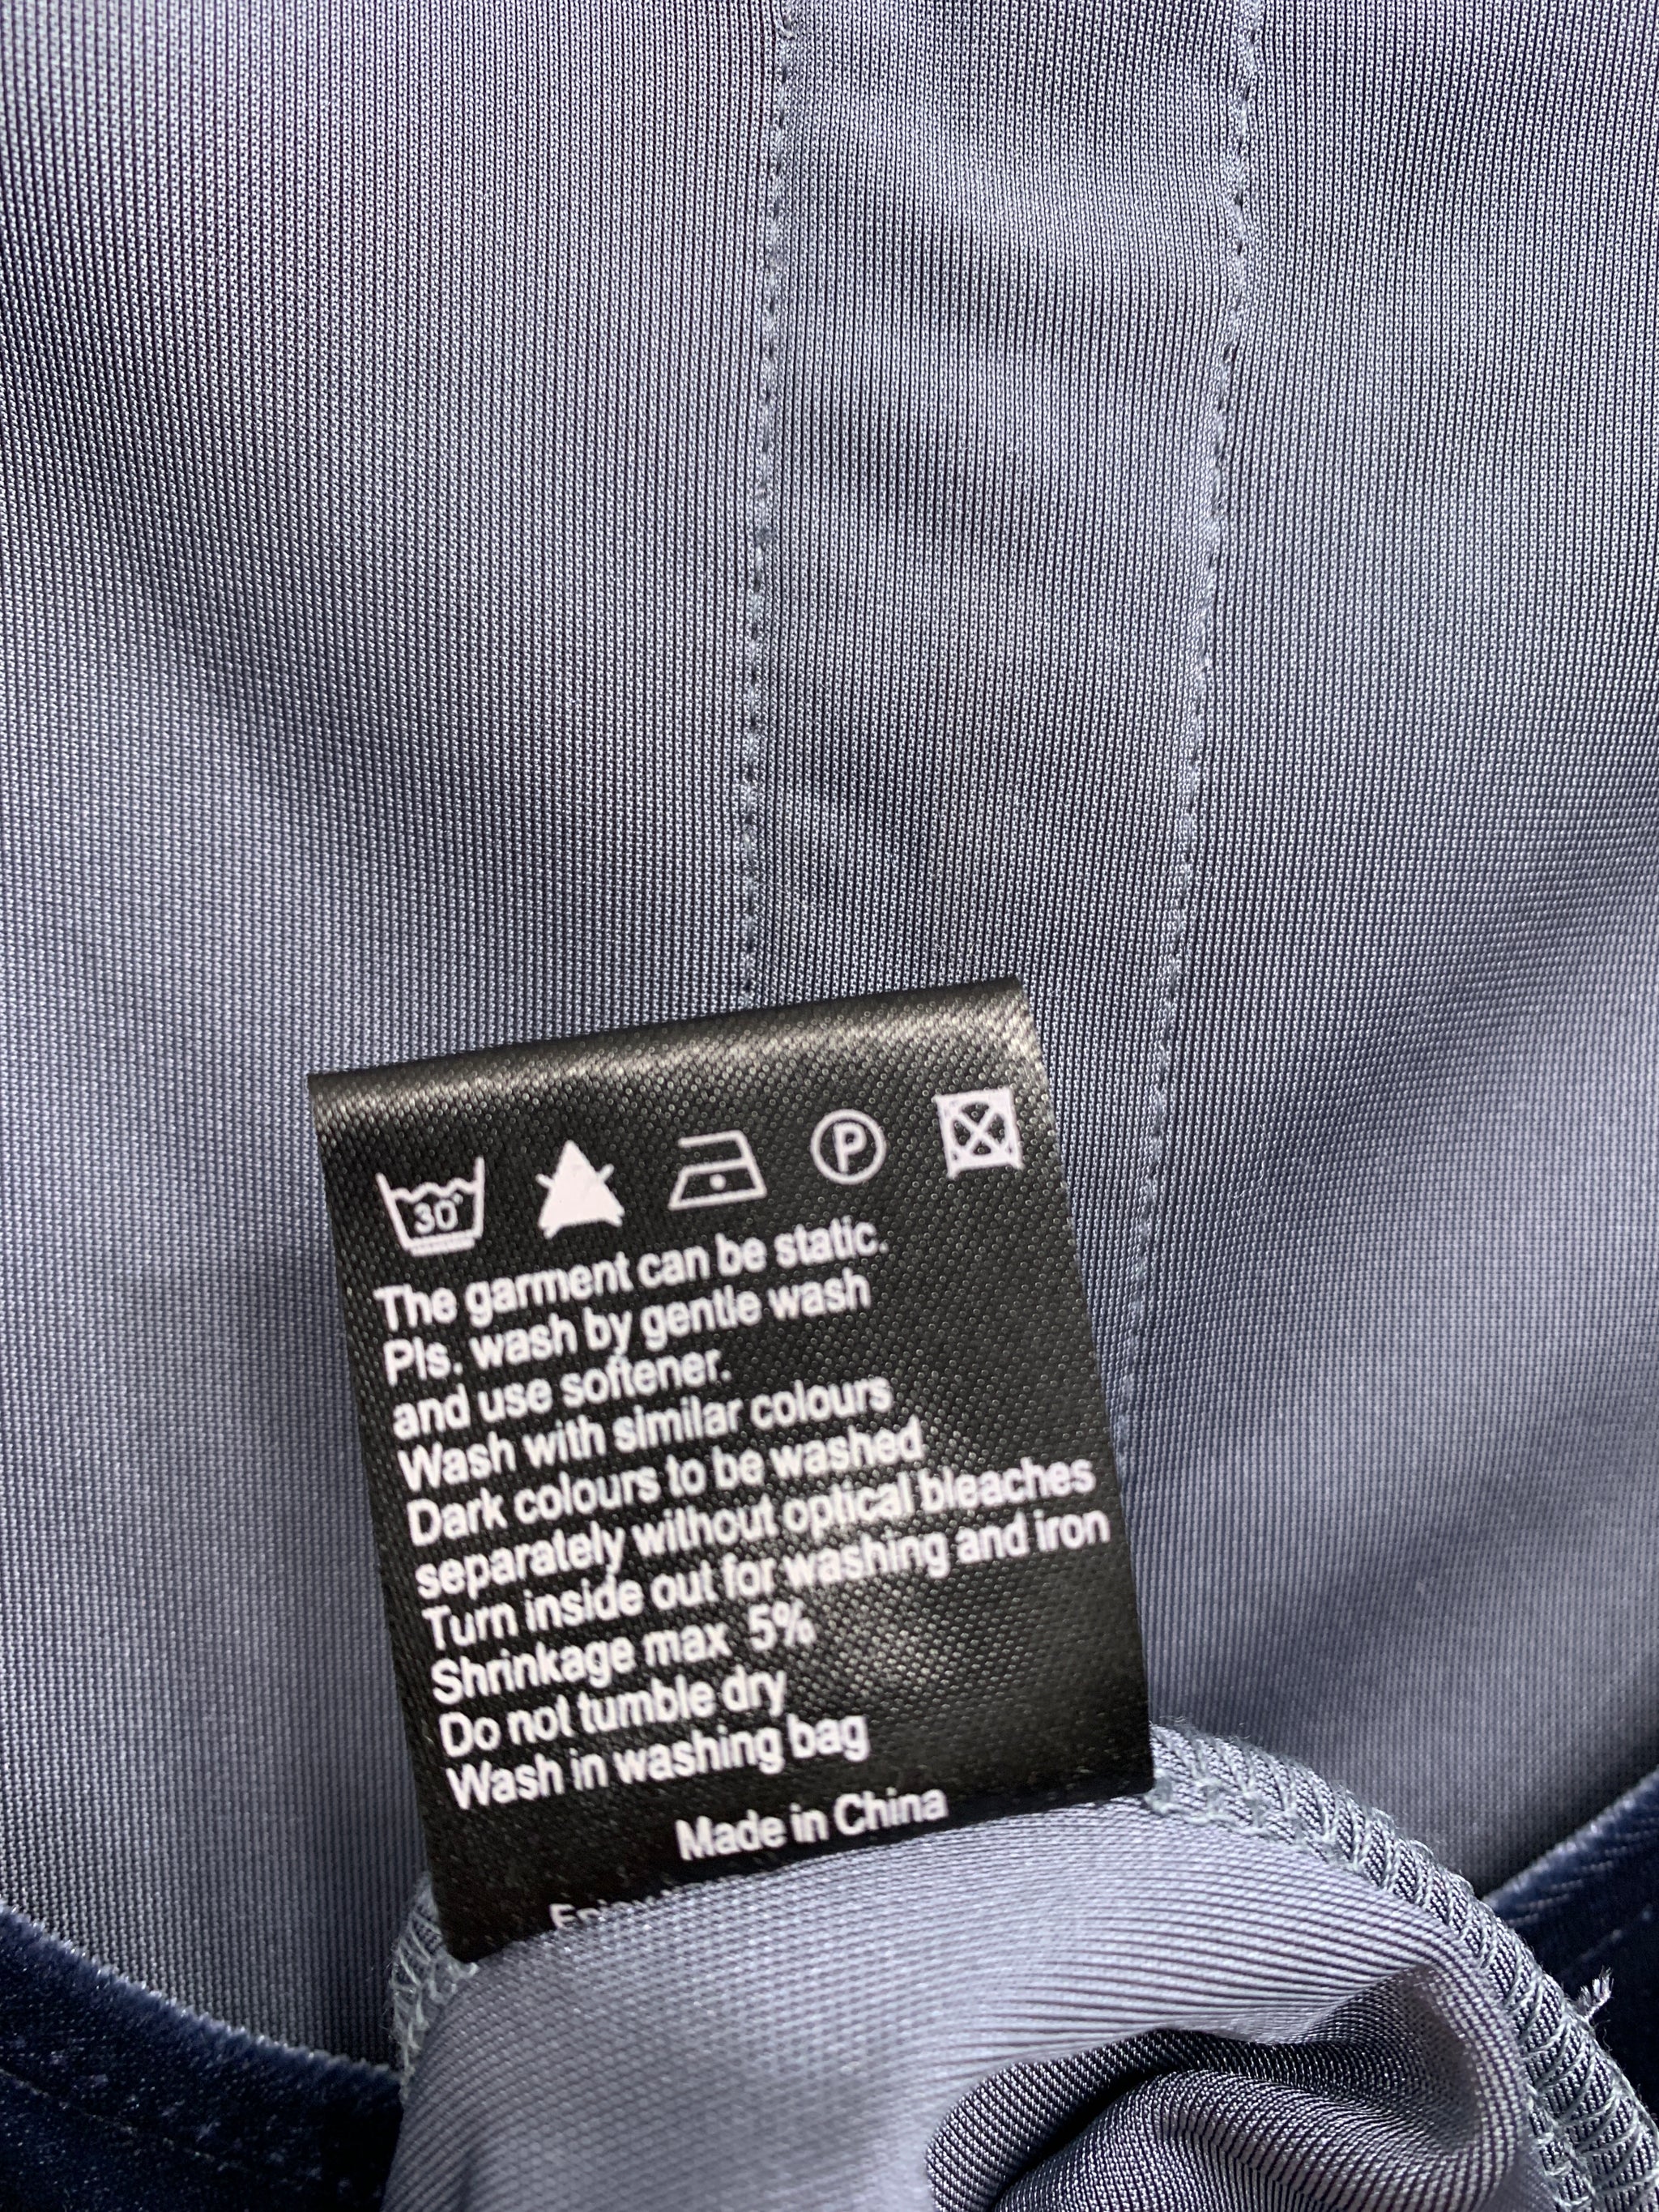 30°
P
The garment can be static.
Pls. wash by gentle wash
and use softener.
Wash with similar colours
Dark colours to be washed
separately without optical bleaches
Turn inside out for washing and iron
Shrinkage max 5%
Do not tumble dry
Wash in washing bag
Made in China